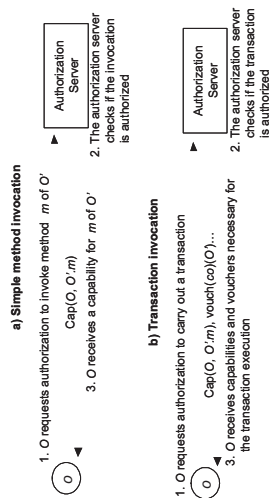 a) Simple method invocation
1. O requests authorization to invoke method m of O'
O
Cap(O, O'.m)
3. O receives a capability for m of O'
Authorization
Server
2. The authorization server
checks if the invocation
is authorized
b) Transaction invocation
1. O requests authorization to carry out a transaction
O
Cap(O, O'.m), vouch(co)(O')...
3. O receives capabilities and vouchers necessary for
the transaction execution
Authorization
Server
2. The authorization server
checks if the transaction
is authorized